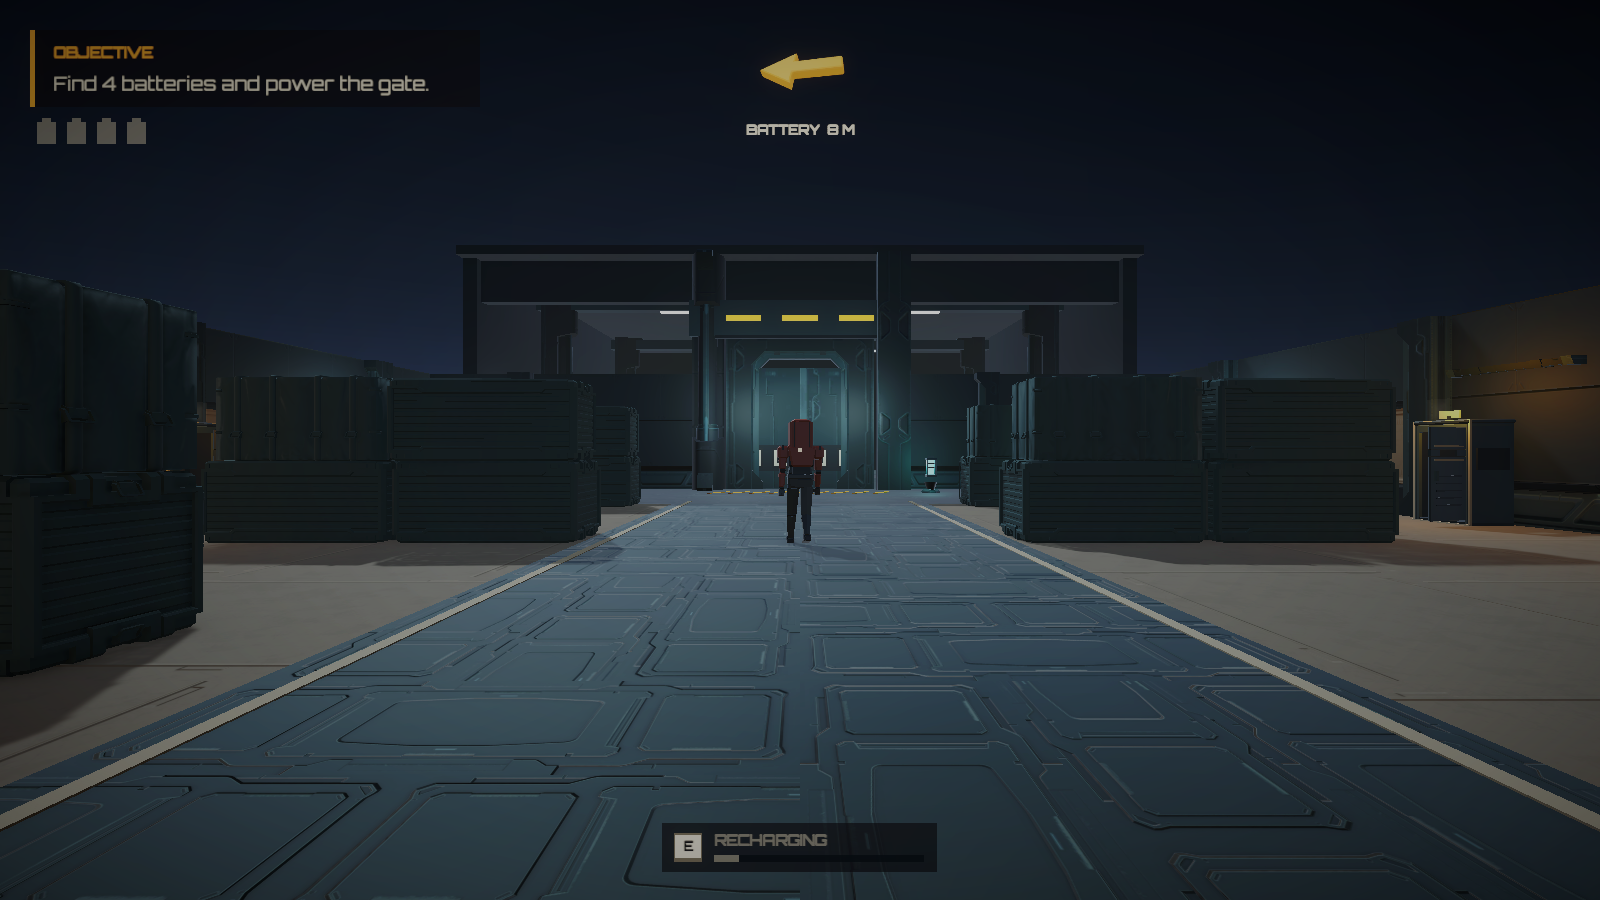 OBJECTIVE
Find 4 batteries and power the gate.
BATTERY 8 M
E
RECHARGING